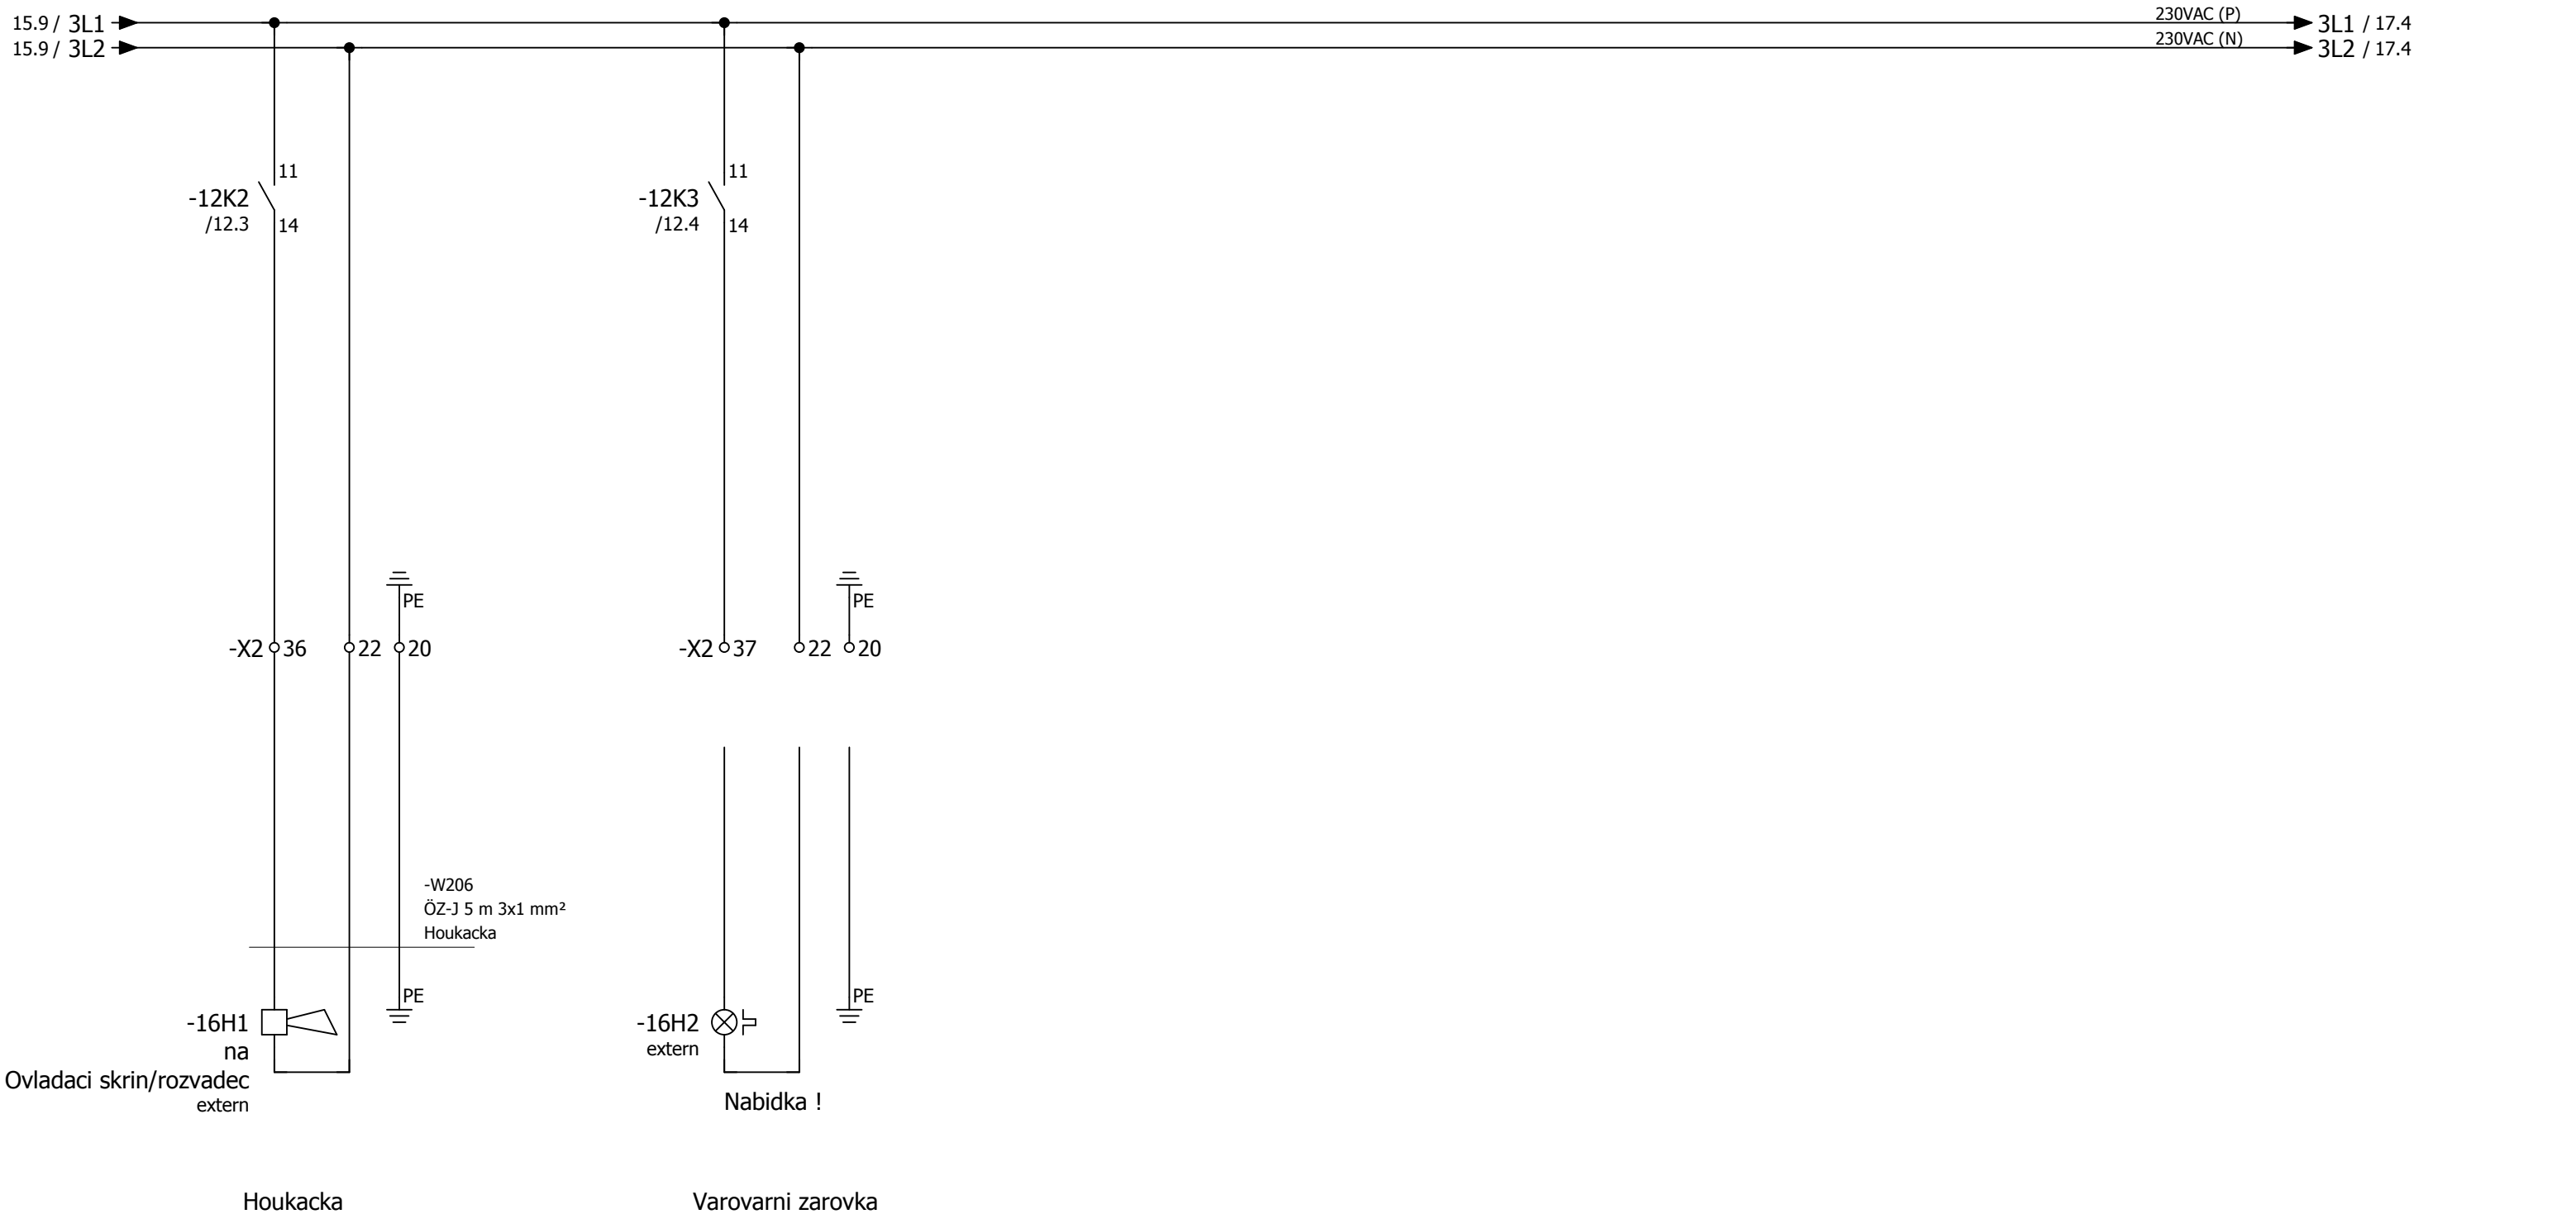 15.9 / 3L1
15.9 / 3L2
230VAC (P)
230VAC (N)
3L1 / 17.4
3L2 / 17.4
11
-12K2
/12.3
14
11
-12K3
/12.4
14
PE
PE
-X2 36 22 20
-X2 37 22 20
-W206
ÖZ-J 5 m 3x1 mm²
Houkacka
PE
PE
-16H1
na
Ovladaci skrin/rozvadec
extern
-16H2
extern
Nabidka !
Houkacka
Varovarni zarovka